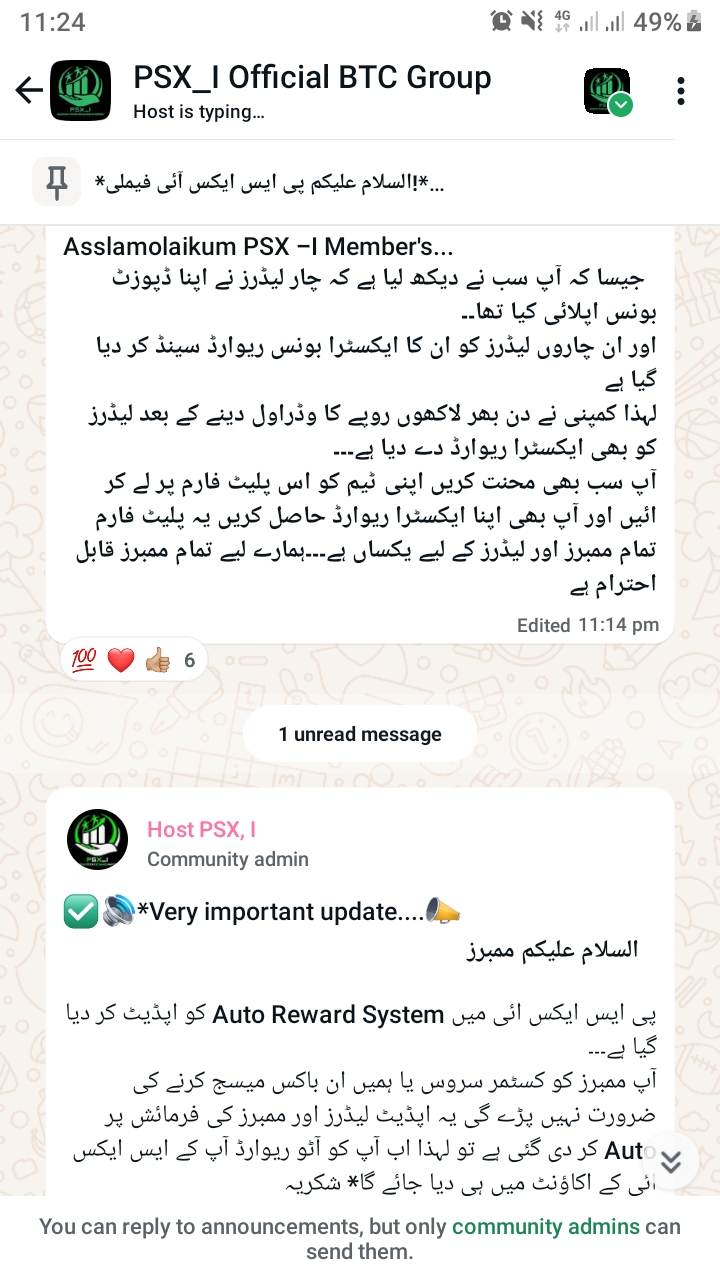 11:24
4G
49%
PSX_I Official BTC Group
Host is typing...
*السلام علیکم پی ایس ایکس آئی فیملی!*...
Asslamolaikum PSX –I Member's...
جیسا کہ آپ سب نے دیکھ لیا ہے کہ چار لیڈرز نے اپنا ڈپوزٹ
بونس اپلائی کیا تھا۔۔
اور ان چاروں لیڈرز کو ان کا ایکسٹرا بونس ریوارڈ سینڈ کر دیا
گیا ہے
لہذا کمپنی نے دن بھر لاکھوں روپے کا وڈراول دینے کے بعد لیڈرز
کو بھی ایکسٹرا ریوارڈ دے دیا ہے۔۔۔
آپ سب بھی محنت کریں اپنی ٹیم کو اس پلیٹ فارم پر لے کر
ائیں اور آپ بھی اپنا ایکسٹرا ریوارڈ حاصل کریں یہ پلیٹ فارم
تمام ممبرز اور لیڈرز کے لیے یکساں ہے۔۔۔ہمارے لیے تمام ممبرز قابل
احترام ہے
Edited 11:14 pm
💯 ❤️ 👍🏼 6
1 unread message
PSX_I
Host PSX, I
Community admin
✅🔊*Very important update....📣
السلام علیکم ممبرز
پی ایس ایکس ائی میں Auto Reward System کو اپڈیٹ کر دیا
گیا ہے۔۔۔
آپ ممبرز کو کسٹمر سروس یا ہمیں ان باکس میسج کرنے کی
ضرورت نہیں پڑے گی یہ اپڈیٹ لیڈرز اور ممبرز کی فرمائش پر
Auto کر دی گئی ہے تو لہذا اب آپ کو آٹو ریوارڈ آپ کے ایس ایکس
ائی کے اکاؤنٹ میں ہی دیا جائے گا* شکریہ
You can reply to announcements, but only community admins can
send them.